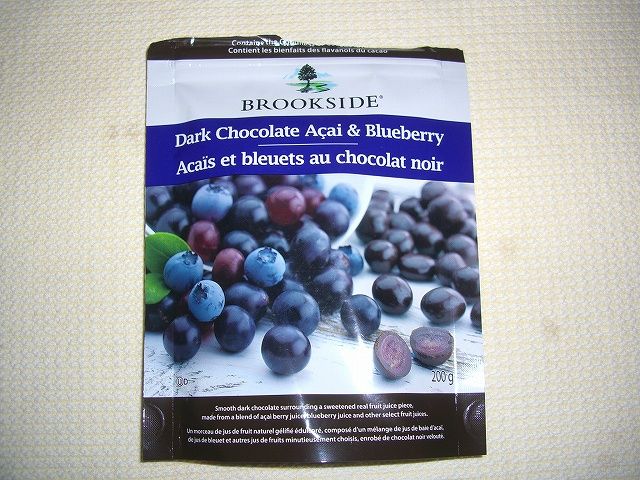 Contains the
Contient les bienfaits des flavanols du cacao
BROOKSIDE®
Dark Chocolate Açai & Blueberry
Acaïs et bleuets au chocolat noir
200 g
Smooth dark chocolate surrounding a sweetened real fruit juice piece,
made from a blend of açai berry juice, blueberry juice and other select fruit juices.
Un morceau de jus de fruit naturel gélifié édulcoré, composé d'un mélange de jus de baie d'açai,
de jus de bleuet et autres jus de fruits minutieusement choisis, enrobé de chocolat noir velouté.